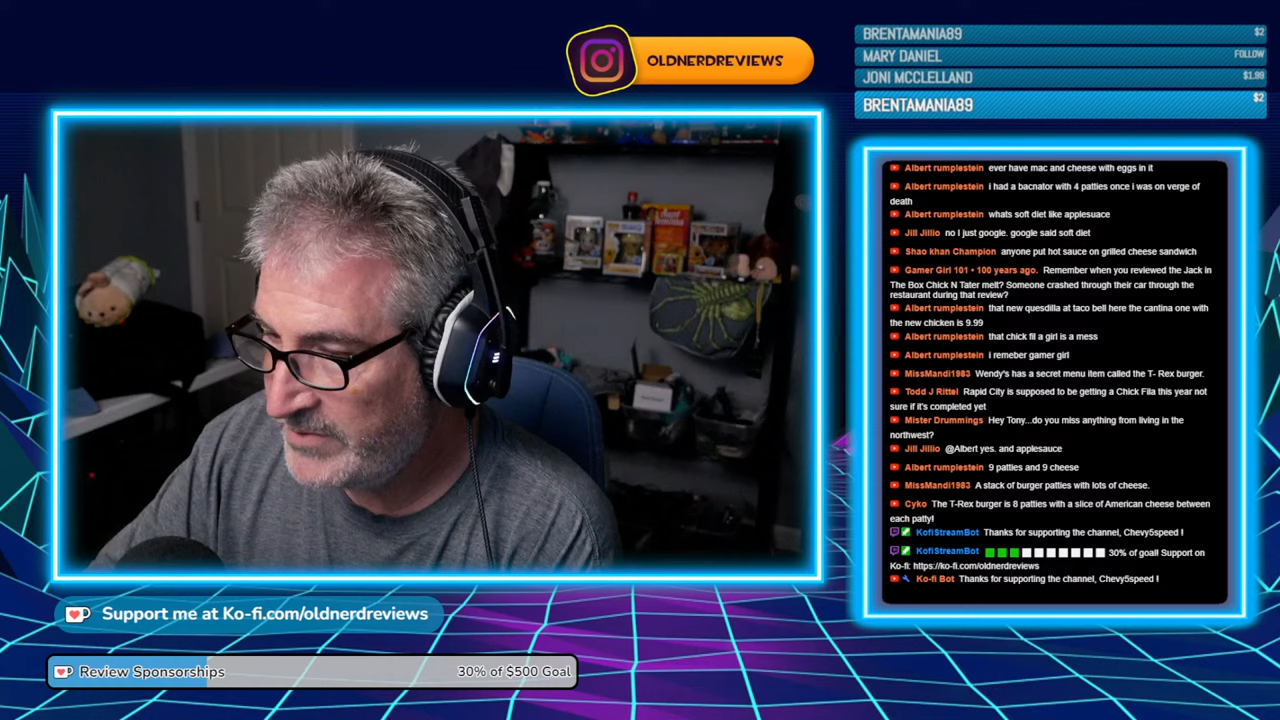 OLDNERDREVIEWS
BRENTAMANIA89 $2
MARY DANIEL FOLLOW
JONI MCCLELLAND $1.99
BRENTAMANIA89 $2
Albert rumplestein ever have mac and cheese with eggs in it
Albert rumplestein i had a bacnator with 4 patties once i was on verge of
death
Albert rumplestein whats soft diet like applesuace
Jill Jillio no I just google. google said soft diet
Shao khan Champion anyone put hot sauce on grilled cheese sandwich
Gamer Girl 101 • 100 years ago. Remember when you reviewed the Jack in
The Box Chick N Tater melt? Someone crashed through their car through the
restaurant during that review?
Albert rumplestein that new quesdilla at taco bell here the cantina one with
the new chicken is 9.99
Albert rumplestein that chick fil a girl is a mess
Albert rumplestein i remeber gamer girl
MissMandi1983 Wendy's has a secret menu item called the T- Rex burger.
Todd J Rittel Rapid City is supposed to be getting a Chick Fila this year not
sure if it's completed yet
Mister Drummings Hey Tony...do you miss anything from living in the
northwest?
Jill Jillio @Albert yes. and applesauce
Albert rumplestein 9 patties and 9 cheese
MissMandi1983 A stack of burger patties with lots of cheese.
Cyko The T-Rex burger is 8 patties with a slice of American cheese between
each patty!
KofiStreamBot Thanks for supporting the channel, Chevy5speed !
KofiStreamBot 30% of goal! Support on
Ko-fi: https://ko-fi.com/oldnerdreviews
Ko-fi Bot Thanks for supporting the channel, Chevy5speed !
Support me at Ko-fi.com/oldnerdreviews
Review Sponsorships 30% of $500 Goal